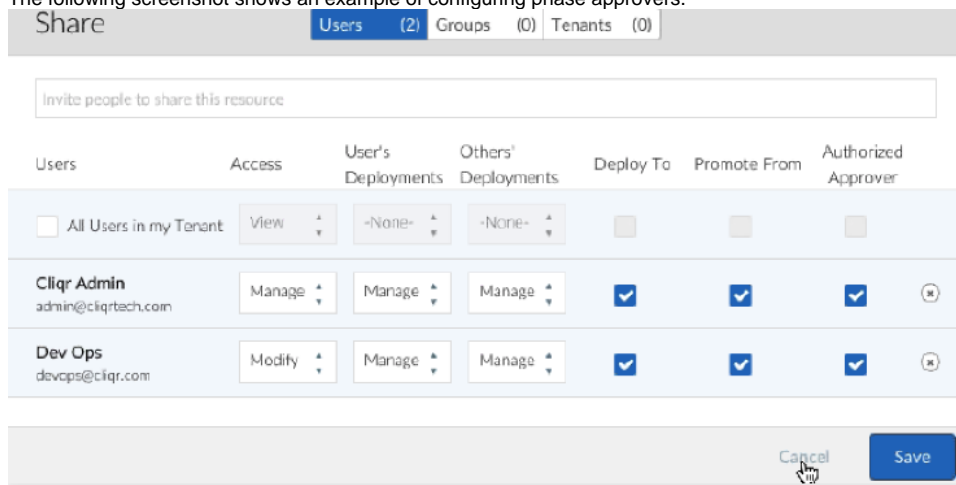 The following screenshot shows an example of configuring phase approvers.
Share
Users (2) Groups (0) Tenants (0)
Invite people to share this resource
Users Access User's Deployments Others' Deployments Deploy To Promote From Authorized Approver
All Users in my Tenant View -None- -None-
Cliqr Admin Manage Manage Manage
admin@cliqrtech.com
Dev Ops Modify Manage Manage
devops@cliqr.com
Cancel Save